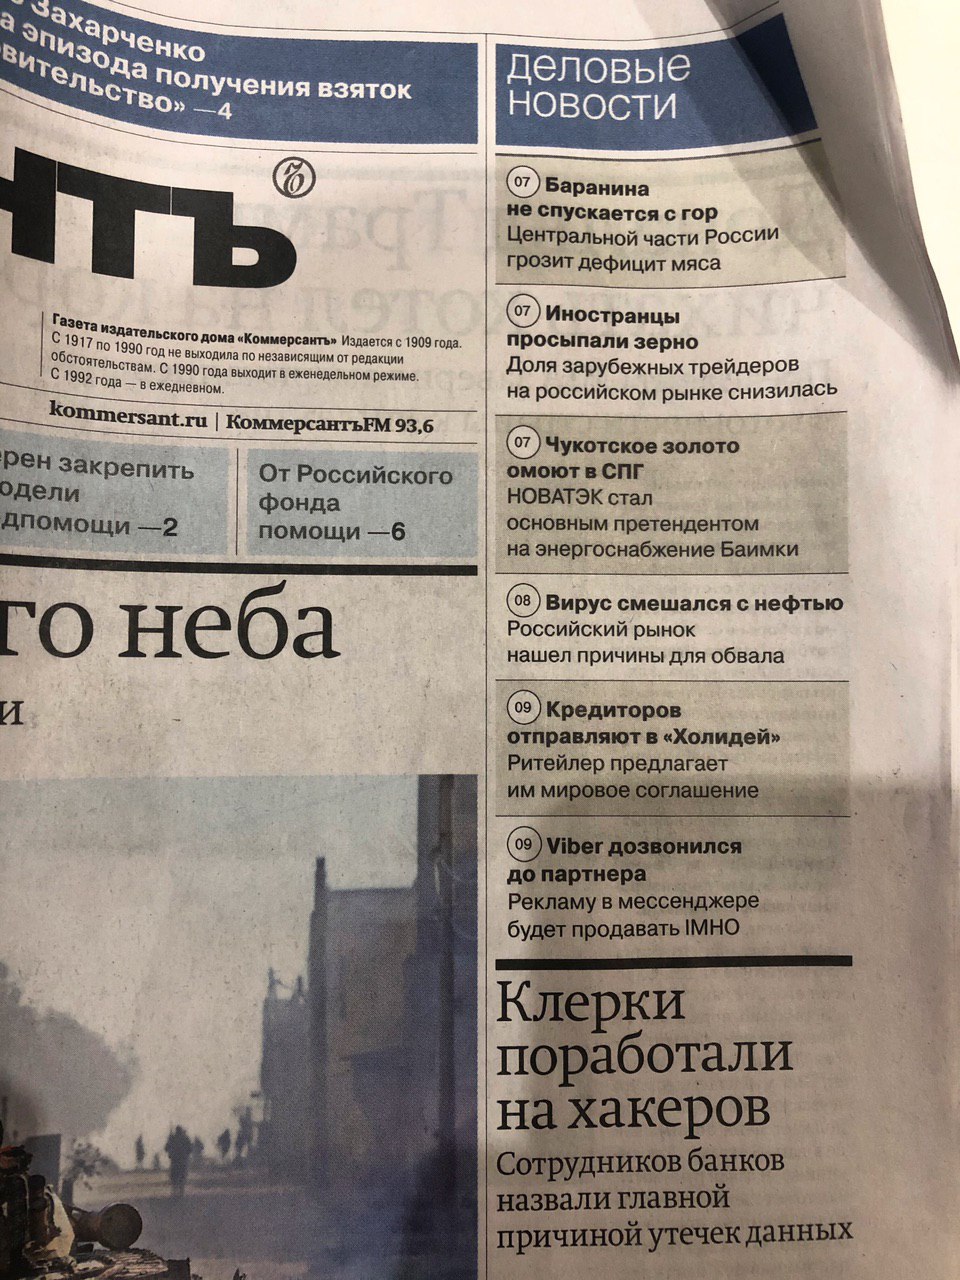 Захарченко
эпизода получения взяток
—4
деловые
новости
Газета издательского дома «Коммерсантъ» Издается с 1909 года.
С 1917 по 1990 год не выходила по независящим от редакции
обстоятельствам. С 1990 года выходит в еженедельном режиме.
С 1992 года — в ежедневном.
kommersant.ru | КоммерсантъFM 93,6
закрепить
—2
От Российского
фонда
помощи —6
неба
07 Баранина
не спускается с гор
Центральной части России
грозит дефицит мяса
07 Иностранцы
просыпали зерно
Доля зарубежных трейдеров
на российском рынке снизилась
07 Чукотское золото
омоют в СПГ
НОВАТЭК стал
основным претендентом
на энергоснабжение Баимки
08 Вирус смешался с нефтью
Российский рынок
нашел причины для обвала
09 Кредиторов
отправляют в «Холидей»
Ритейлер предлагает
им мировое соглашение
09 Viber дозвонился
до партнера
Рекламу в мессенджере
будет продавать IMHO
Клерки
поработали
на хакеров
Сотрудников банков
назвали главной
причиной утечек данных